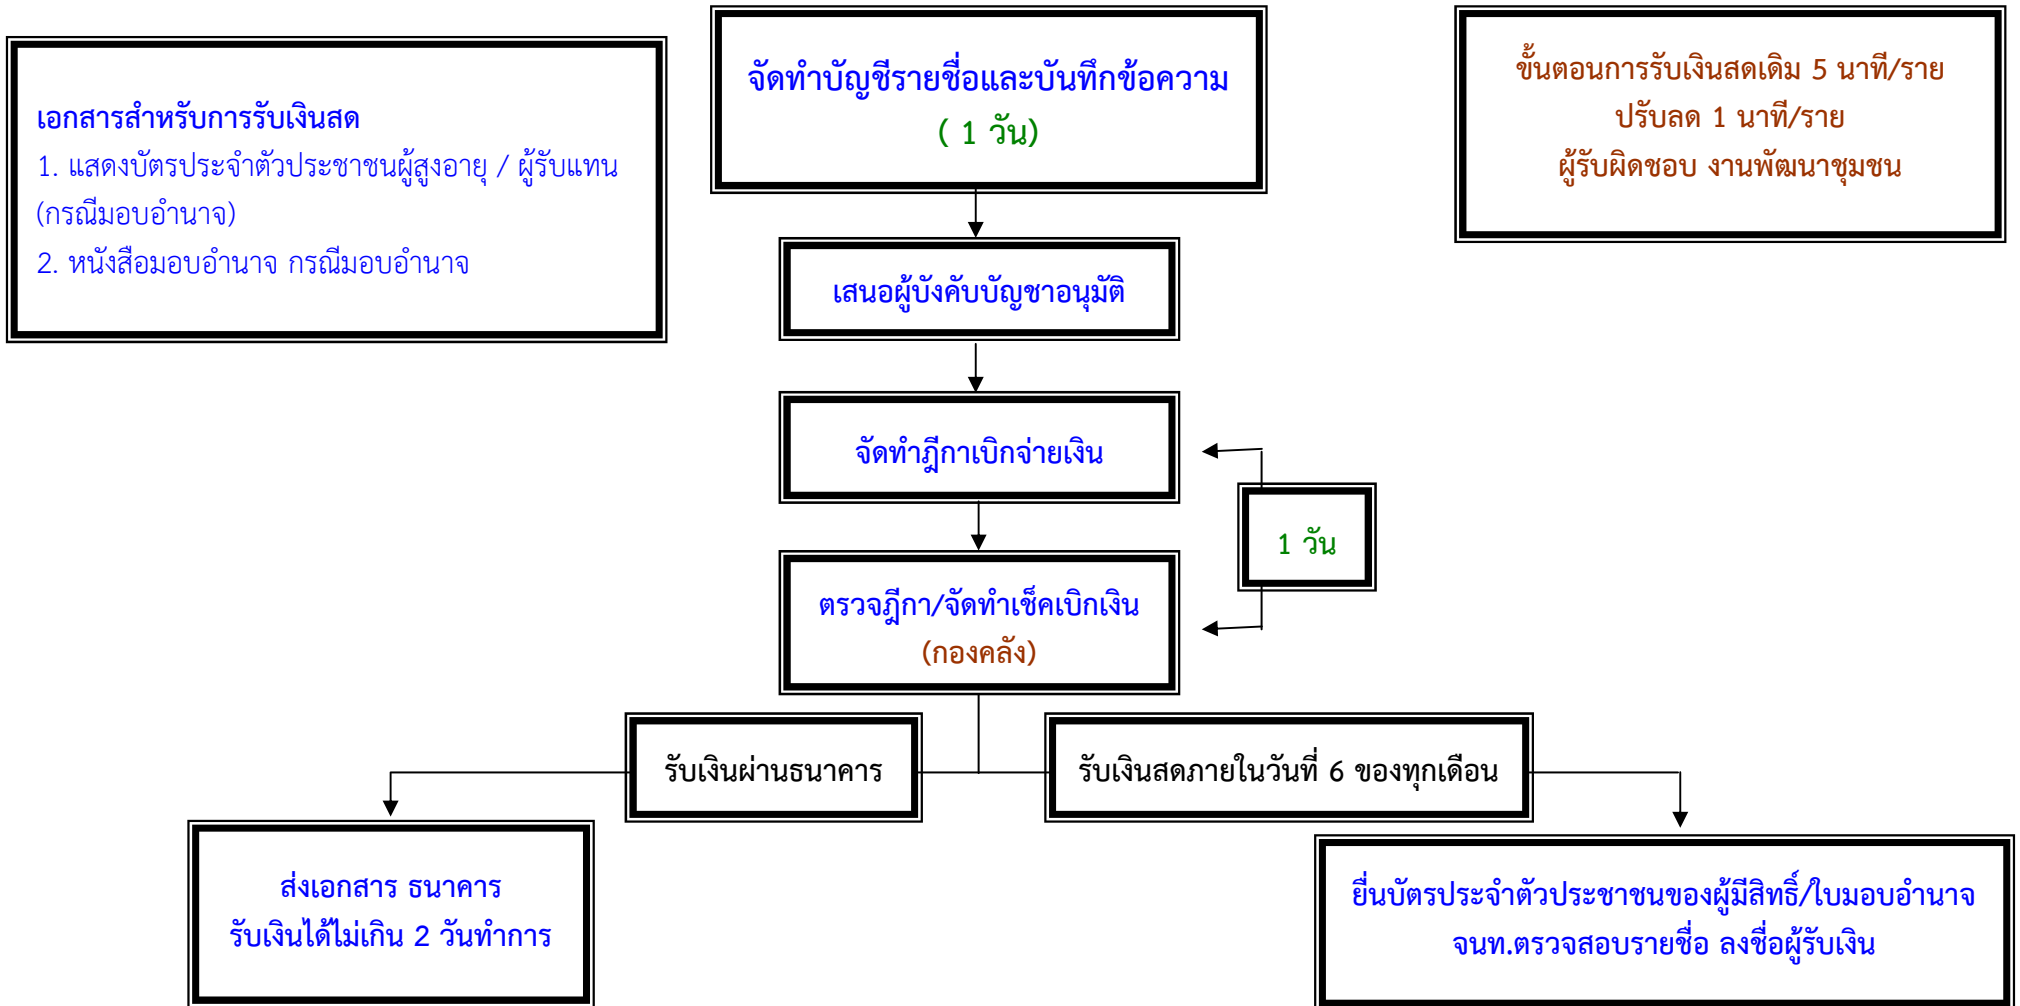 เอกสารสำหรับการรับเงินสด
1. แสดงบัตรประจำตัวประชาชนผู้สูงอายุ / ผู้รับแทน
(กรณีมอบอำนาจ)
2. หนังสือมอบอำนาจ กรณีมอบอำนาจ
จัดทำบัญชีรายชื่อและบันทึกข้อความ
( 1 วัน)
ขั้นตอนการรับเงินสดเดิม 5 นาที/ราย
ปรับลด 1 นาที/ราย
ผู้รับผิดชอบ งานพัฒนาชุมชน
เสนอผู้บังคับบัญชาอนุมัติ
จัดทำฎีกาเบิกจ่ายเงิน
1 วัน
ตรวจฎีกา/จัดทำเช็คเบิกเงิน
(กองคลัง)
รับเงินผ่านธนาคาร
รับเงินสดภายในวันที่ 6 ของทุกเดือน
ส่งเอกสาร ธนาคาร
รับเงินได้ไม่เกิน 2 วันทำการ
ยื่นบัตรประจำตัวประชาชนของผู้มีสิทธิ์/ใบมอบอำนาจ
จนท.ตรวจสอบรายชื่อ ลงชื่อผู้รับเงิน